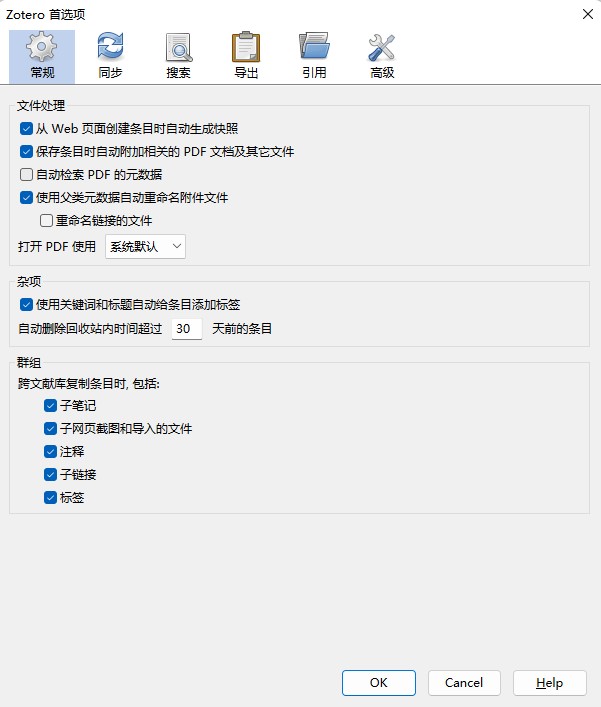 Zotero 首选项
常规 同步 搜索 导出 引用 高级
文件处理
从 Web 页面创建条目时自动生成快照
保存条目时自动附加相关的 PDF 文档及其它文件
自动检索 PDF 的元数据
使用父类元数据自动重命名附件文件
重命名链接的文件
打开 PDF 使用 系统默认
杂项
使用关键词和标题自动给条目添加标签
自动删除回收站内时间超过 30 天前的条目
群组
跨文献库复制条目时, 包括:
子笔记
子网页截图和导入的文件
注释
子链接
标签
OK Cancel Help